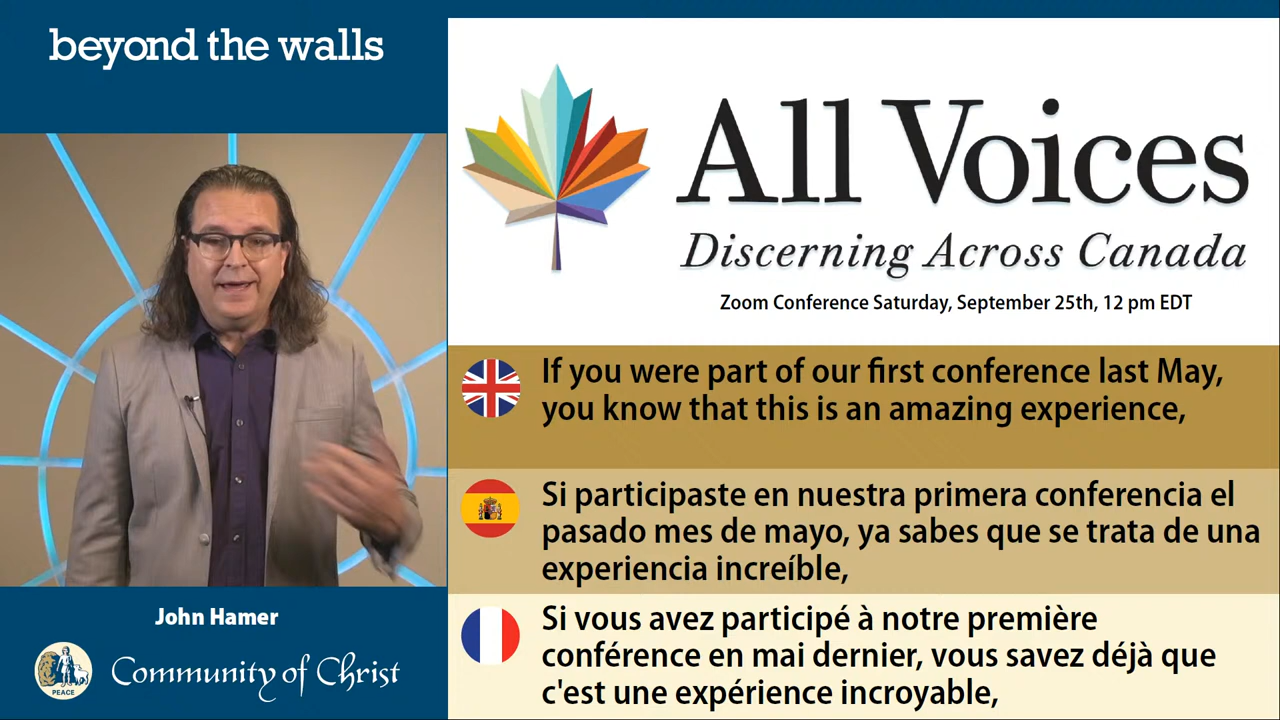 beyond the walls
All Voices
Discerning Across Canada
Zoom Conference Saturday, September 25th, 12 pm EDT
If you were part of our first conference last May,
you know that this is an amazing experience,
Si participaste en nuestra primera conferencia el
pasado mes de mayo, ya sabes que se trata de una
experiencia increíble,
Si vous avez participé à notre première
conférence en mai dernier, vous savez déjà que
c'est une expérience incroyable,
John Hamer
PEACE
Community of Christ